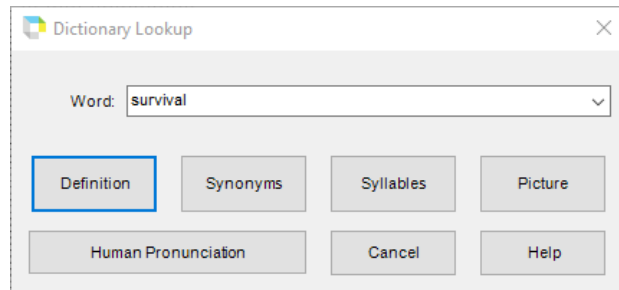 Dictionary Lookup
Word: survival
Definition Synonyms Syllables Picture
Human Pronunciation Cancel Help